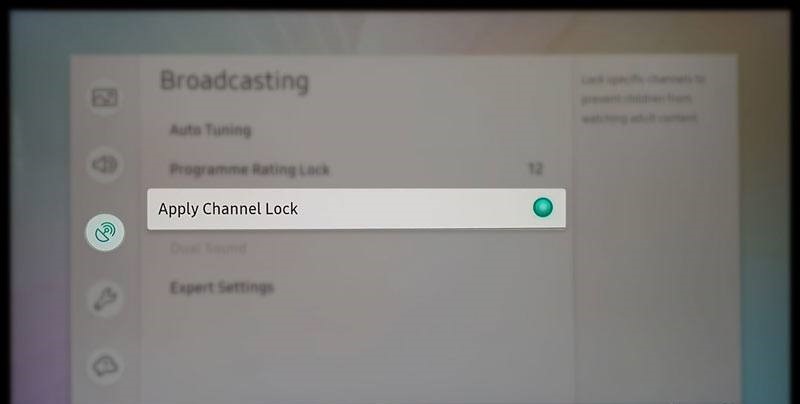 Broadcasting
Lock specific channels to
prevent children from
watching adult content.
Auto Tuning
Programme Rating Lock 12
Apply Channel Lock
Dual Sound
Expert Settings